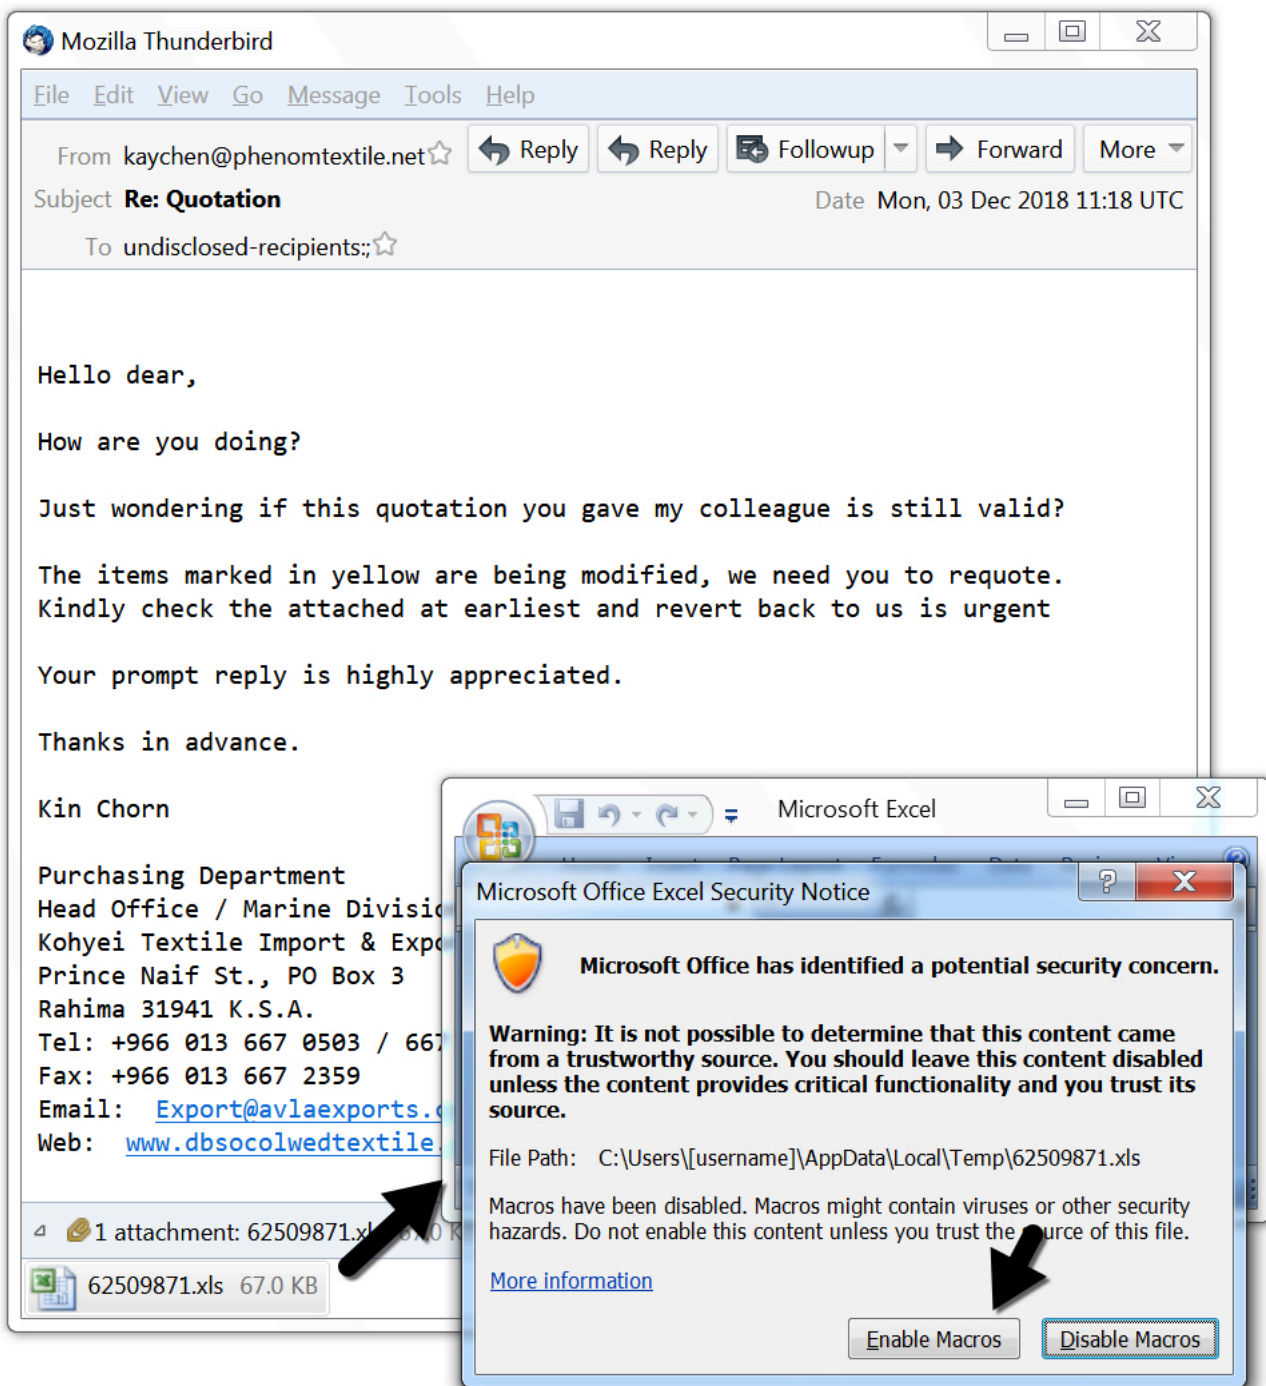 Mozilla Thunderbird
File Edit View Go Message Tools Help
From kaychen@phenomtextile.net Reply Reply Followup Forward More
Subject Re: Quotation Date Mon, 03 Dec 2018 11:18 UTC
To undisclosed-recipients:;
Hello dear,
How are you doing?
Just wondering if this quotation you gave my colleague is still valid?
The items marked in yellow are being modified, we need you to requote.
Kindly check the attached at earliest and revert back to us is urgent
Your prompt reply is highly appreciated.
Thanks in advance.
Kin Chorn
Purchasing Department
Head Office / Marine
Kohyei Textile Import &
Prince Naif St., PO Box 3
Rahima 31941 K.S.A.
Tel: +966 013 667 0503 / 667
Fax: +966 013 667 2359
Email: Export@avlaexports.
Web: www.dbsocolwedtextile.
1 attachment: 62509871.xl
62509871.xls 67.0 KB
Microsoft Excel
Microsoft Office Excel Security Notice
Microsoft Office has identified a potential security concern.
Warning: It is not possible to determine that this content came
from a trustworthy source. You should leave this content disabled
unless the content provides critical functionality and you trust its
source.
File Path: C:\Users\[username]\AppData\Local\Temp\62509871.xls
Macros have been disabled. Macros might contain viruses or other security
hazards. Do not enable this content unless you trust the source of this file.
More information
Enable Macros Disable Macros